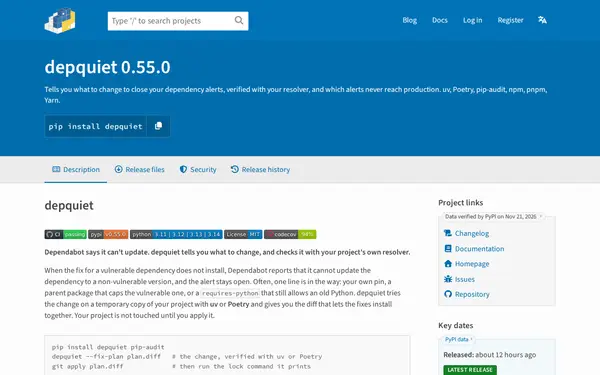 Type '/' to search projects
Blog
Docs
Log in
Register
depquiet 0.55.0
Tells you what to change to close your dependency alerts, verified with your resolver, and which alerts never reach production. uv, Poetry, pip-audit, npm, pnpm,
Yarn.
pip install depquiet
Description
Release files
Security
Release history
depquiet
CI passing pypi v0.55.0 python 3.11 | 3.12 | 3.13 | 3.14 License MIT codecov 94%
Dependabot says it can't update. depquiet tells you what to change, and checks it with your project's own resolver.
When the fix for a vulnerable dependency does not install, Dependabot reports that it cannot update the
dependency to a non-vulnerable version, and the alert stays open. Often, one line is in the way: your own pin, a
parent package that caps the vulnerable one, or a requires-python that still allows an old Python. depquiet tries
the change on a temporary copy of your project with uv or Poetry and gives you the diff that lets the fixes install
together. Your project is not touched until you apply it.
pip install depquiet pip-audit
depquiet --fix-plan plan.diff # the change, verified with uv or Poetry
git apply plan.diff # then run the lock command it prints
Project links
Data verified by PyPI on Nov 21, 2026
Changelog
Documentation
Homepage
Issues
Repository
Key dates
PyPI data
Released: about 12 hours ago
LATEST RELEASE